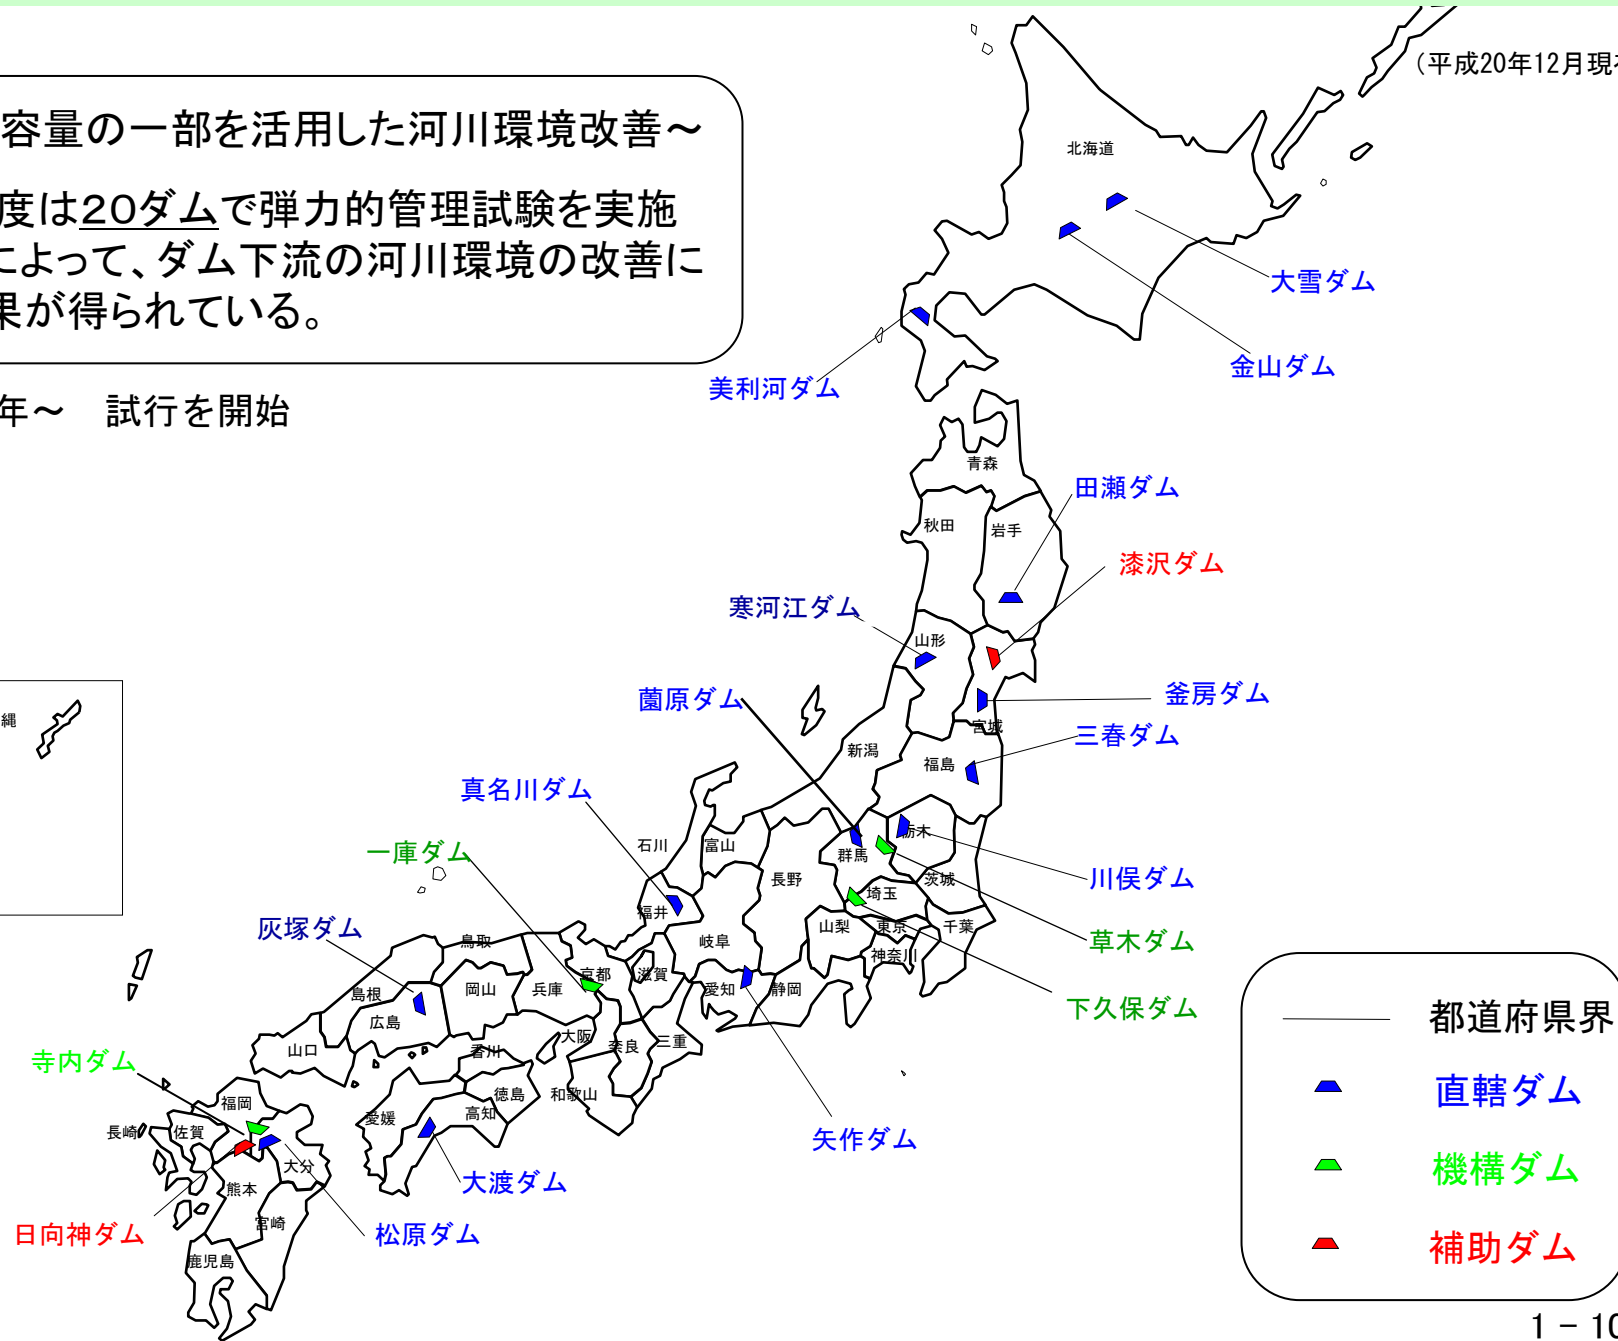 (平成20年12月現
容量の一部を活用した河川環境改善~
度は20ダムで弾力的管理試験を実施
によって、ダム下流の河川環境の改善に
果が得られている。
年~ 試行を開始
北海道
大雪ダム
金山ダム
美利河ダム
青森
田瀬ダム
秋田
岩手
漆沢ダム
寒河江ダム
山形
釜房ダム
薗原ダム
宮城
三春ダム
縄
新潟
福島
真名川ダム
栃木
石川
富山
群馬
一庫ダム
長野
茨城
川俣ダム
埼玉
福井
灰塚ダム
山梨
東京
千葉
草木ダム
鳥取
岐阜
神奈川
京都
滋賀
島根
岡山
兵庫
愛知
静岡
下久保ダム
広島
都道府県界
大阪
奈良
三重
山口
香川
寺内ダム
直轄ダム
徳島
和歌山
福岡
愛媛
高知
長崎
佐賀
矢作ダム
大分
機構ダム
大渡ダム
熊本
宮崎
日向神ダム
松原ダム
補助ダム
鹿児島
1 - 10